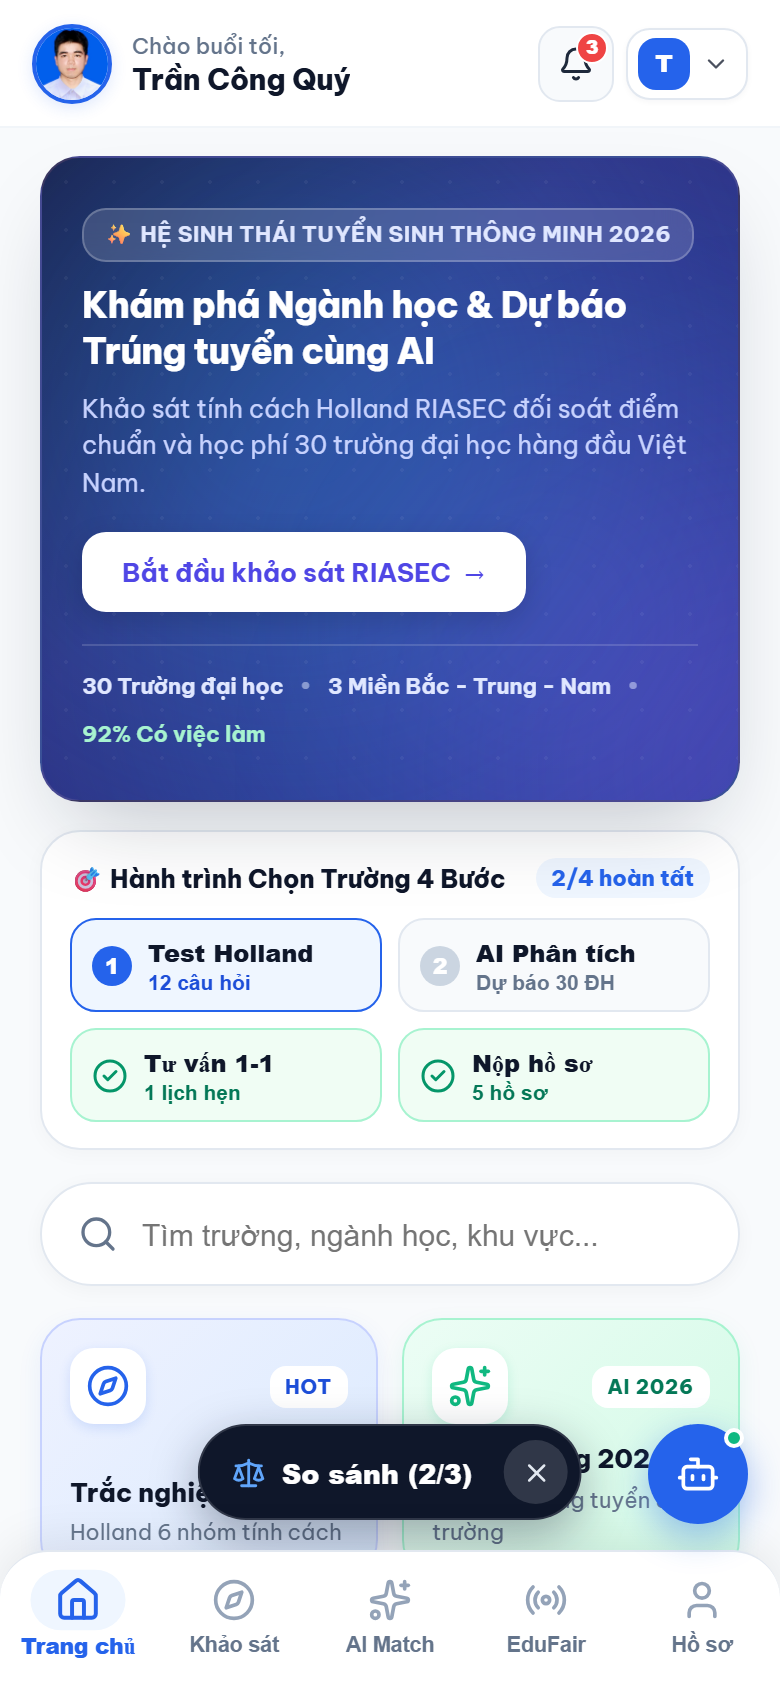 Chào buổi tối,
Trần Công Quý
3
T
✨ HỆ SINH THÁI TUYỂN SINH THÔNG MINH 2026
Khám phá Ngành học & Dự báo
Trúng tuyển cùng AI
Khảo sát tính cách Holland RIASEC đối soát điểm
chuẩn và học phí 30 trường đại học hàng đầu Việt
Nam.
Bắt đầu khảo sát RIASEC →
30 Trường đại học • 3 Miền Bắc - Trung - Nam •
92% Có việc làm
🎯 Hành trình Chọn Trường 4 Bước
2/4 hoàn tất
1
Test Holland
12 câu hỏi
2
AI Phân tích
Dự báo 30 ĐH
Tư vấn 1-1
1 lịch hẹn
Nộp hồ sơ
5 hồ sơ
Tìm trường, ngành học, khu vực...
HOT
AI 2026
Trắc nghiệ
Holland 6 nhóm tính cách
g 202
g tuyển
trường
So sánh (2/3)
Trang chủ
Khảo sát
AI Match
EduFair
Hồ sơ